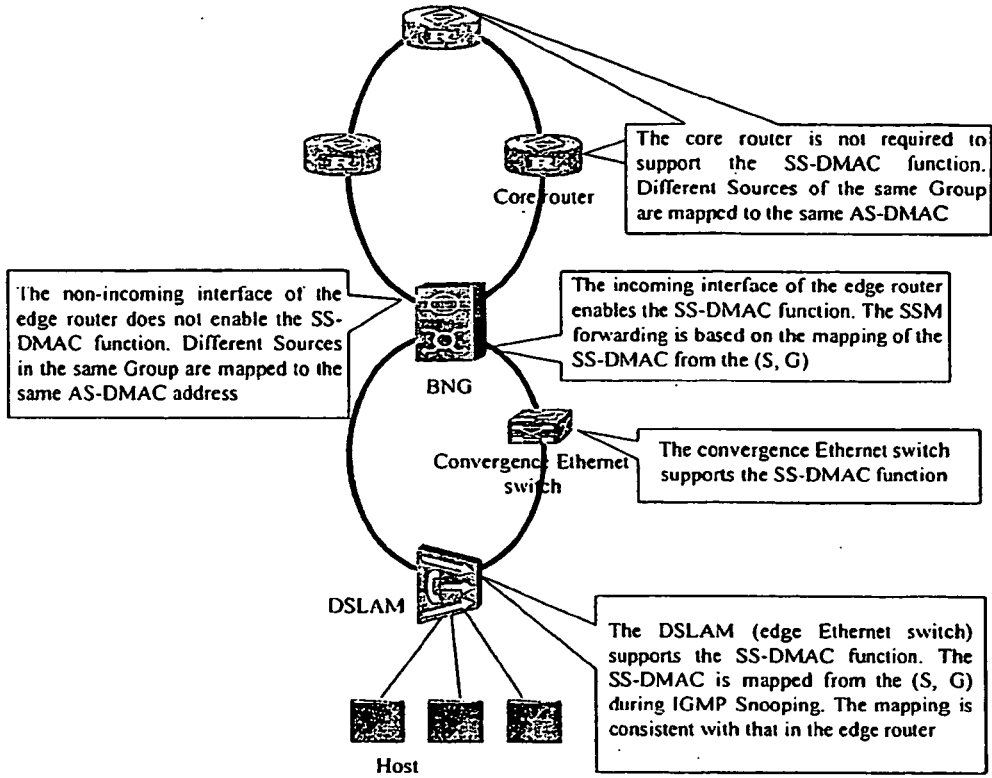 The core router is not required to
support the SS-DMAC function.
Different Sources of the same Group
are mapped to the same AS-DMAC
Core router
The non-incoming interface of the
edge router does not enable the SS-
DMAC function. Different Sources
in the same Group are mapped to the
same AS-DMAC address
The incoming interface of the edge router
enables the SS-DMAC function. The SSM
forwarding is based on the mapping of the
SS-DMAC from the (S, G)
BNG
Convergence Ethernet
switch
The convergence Ethernet switch
supports the SS-DMAC function
DSLAM
The DSLAM (edge Ethernet switch)
supports the SS-DMAC function. The
SS-DMAC is mapped from the (S, G)
during IGMP Snooping. The mapping is
consistent with that in the edge router
Host